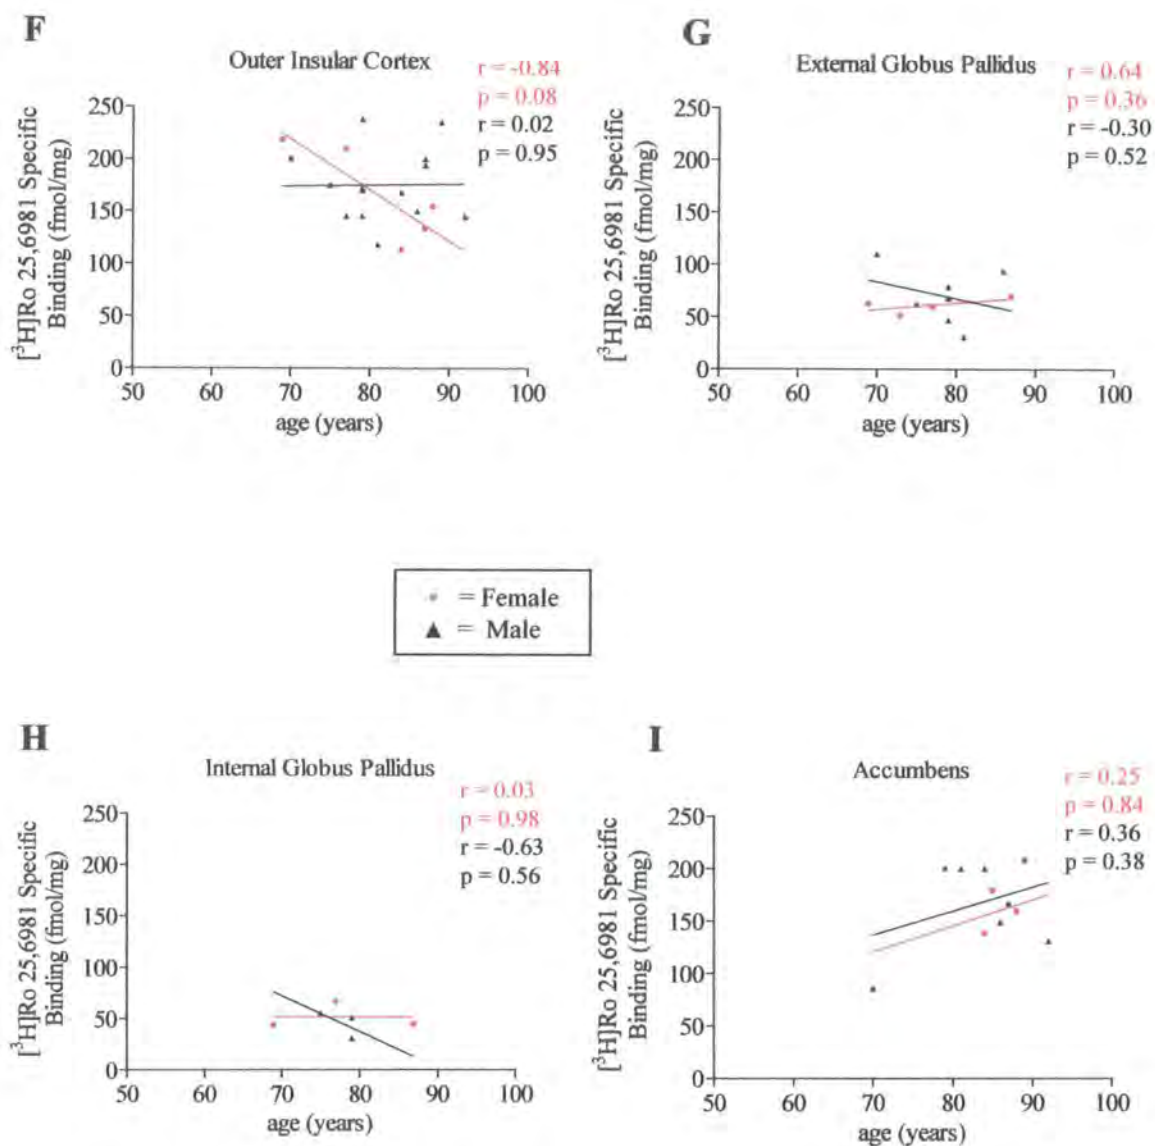 F
Outer Insular Cortex
r = -0.84
p = 0.08
r = 0.02
p = 0.95
[³H]Ro 25,6981 Specific
Binding (fmol/mg)
250
200
150
100
50
0
50 60 70 80 90 100
age (years)
G
External Globus Pallidus
r = 0.64
p = 0.36
r = -0.30
p = 0.52
[³H]Ro 25,6981 Specific
Binding (fmol/mg)
250
200
150
100
50
0
50 60 70 80 90 100
age (years)
= Female
= Male
H
Internal Globus Pallidus
r = 0.03
p = 0.98
r = -0.63
p = 0.56
[³H]Ro 25,6981 Specific
Binding (fmol/mg)
250
200
150
100
50
0
50 60 70 80 90 100
age (years)
I
Accumbens
r = 0.25
p = 0.84
r = 0.36
p = 0.38
[³H]Ro 25,6981 Specific
Binding (fmol/mg)
250
200
150
100
50
0
50 60 70 80 90 100
age (years)